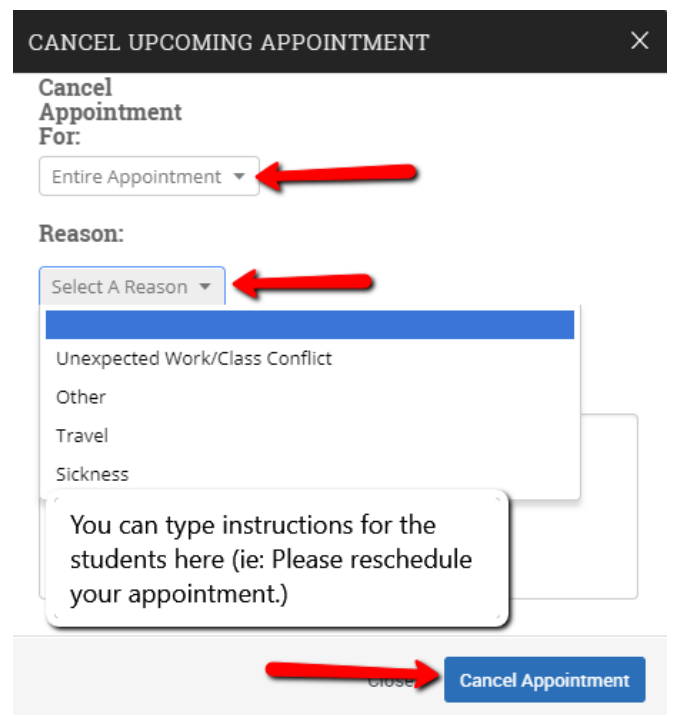 CANCEL UPCOMING APPOINTMENT
Cancel
Appointment
For:
Entire Appointment
Reason:
Select A Reason
Unexpected Work/Class Conflict
Other
Travel
Sickness
You can type instructions for the
students here (ie: Please reschedule
your appointment.)
Close
Cancel Appointment